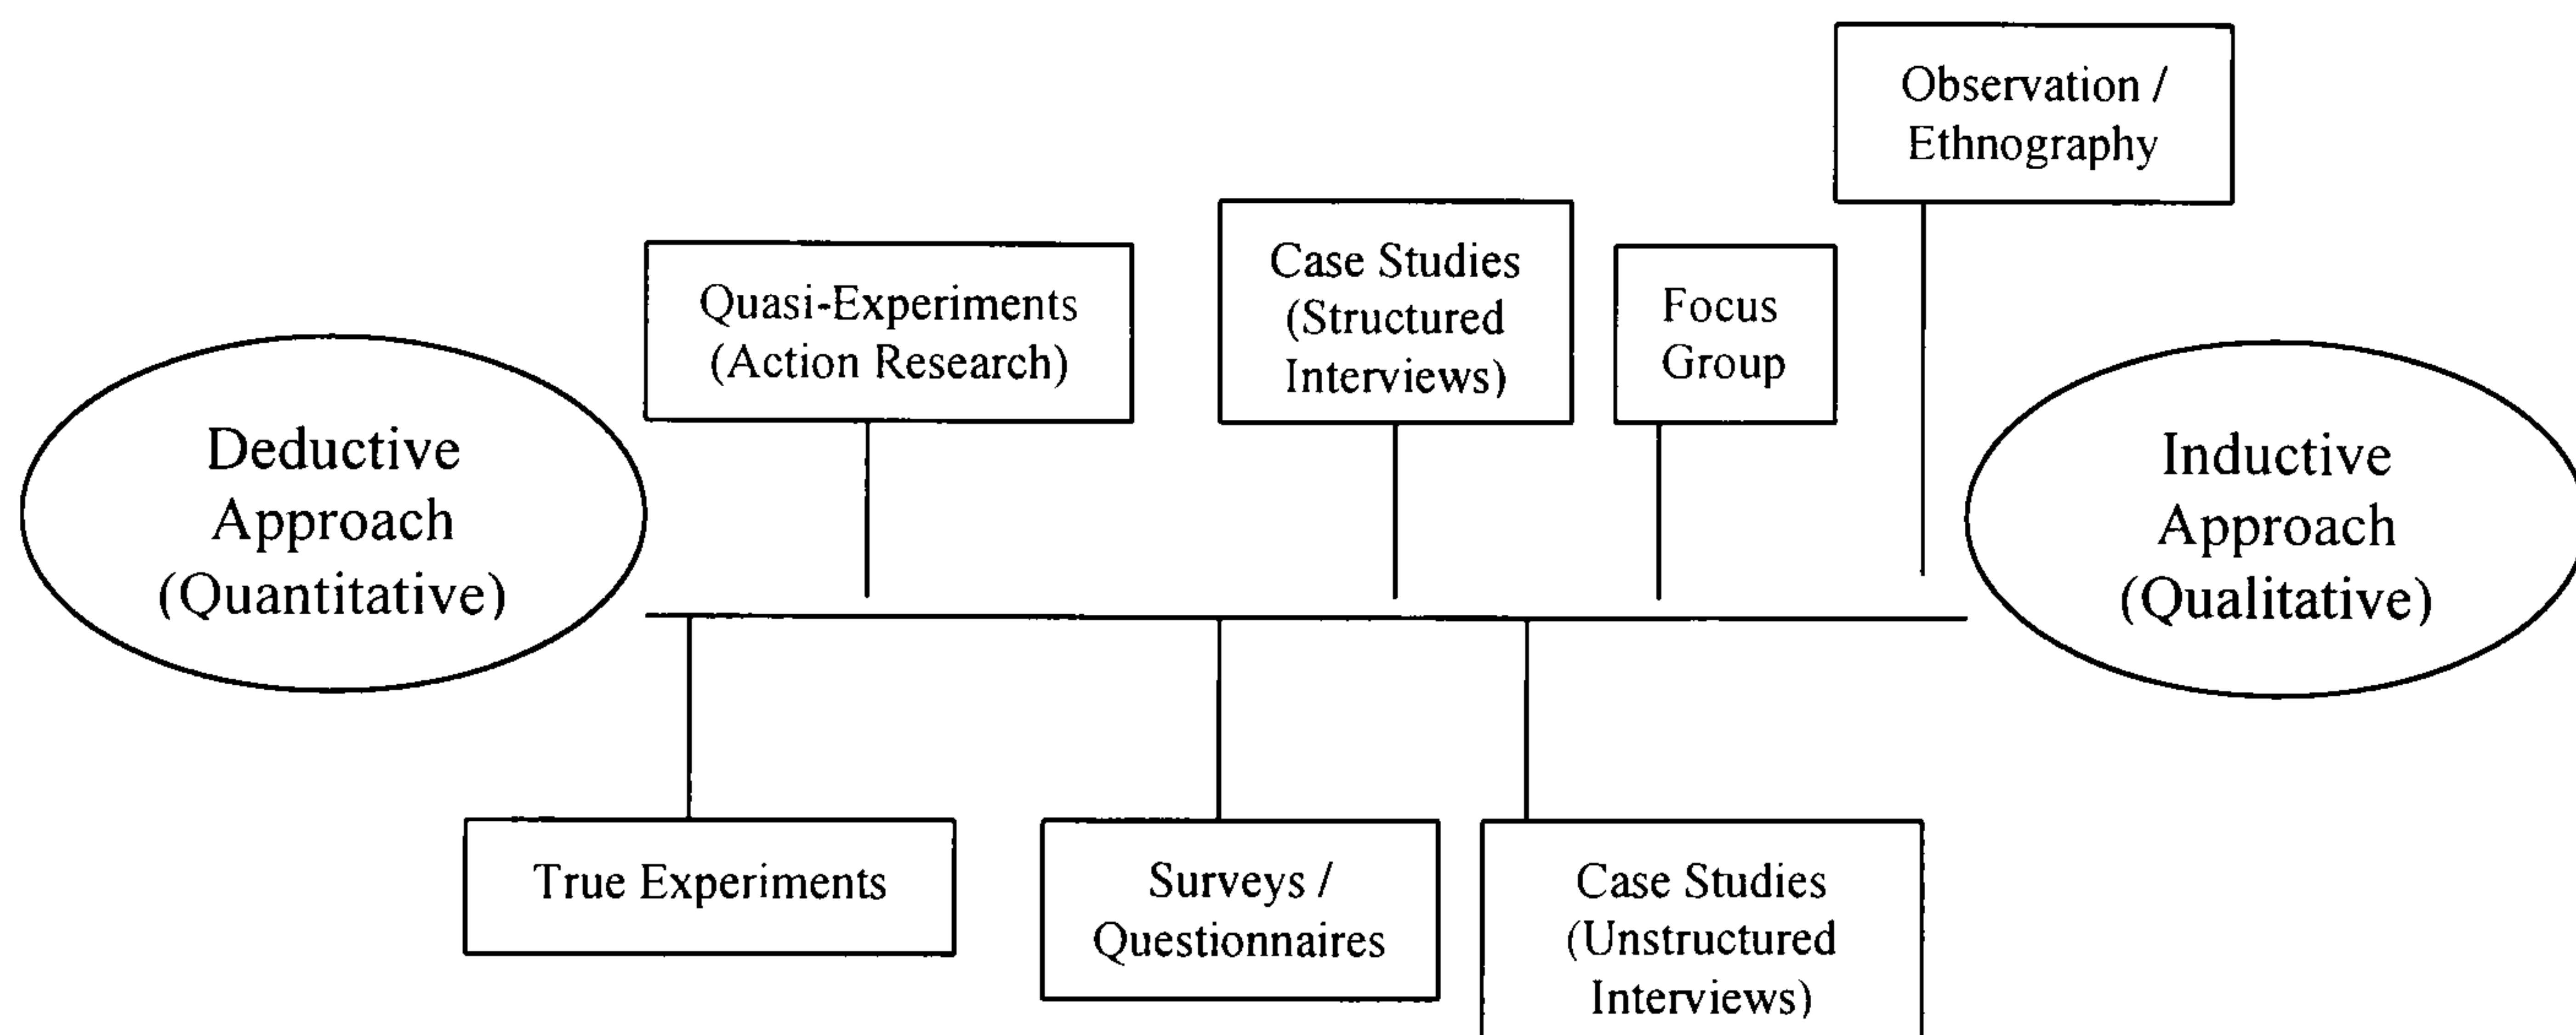 Observation /
Ethnography
Quasi-Experiments
(Action Research)
Case Studies
(Structured
Interviews)
Focus
Group
Deductive
Approach
(Quantitative)
Inductive
Approach
(Qualitative)
True Experiments
Surveys /
Questionnaires
Case Studies
(Unstructured
Interviews)